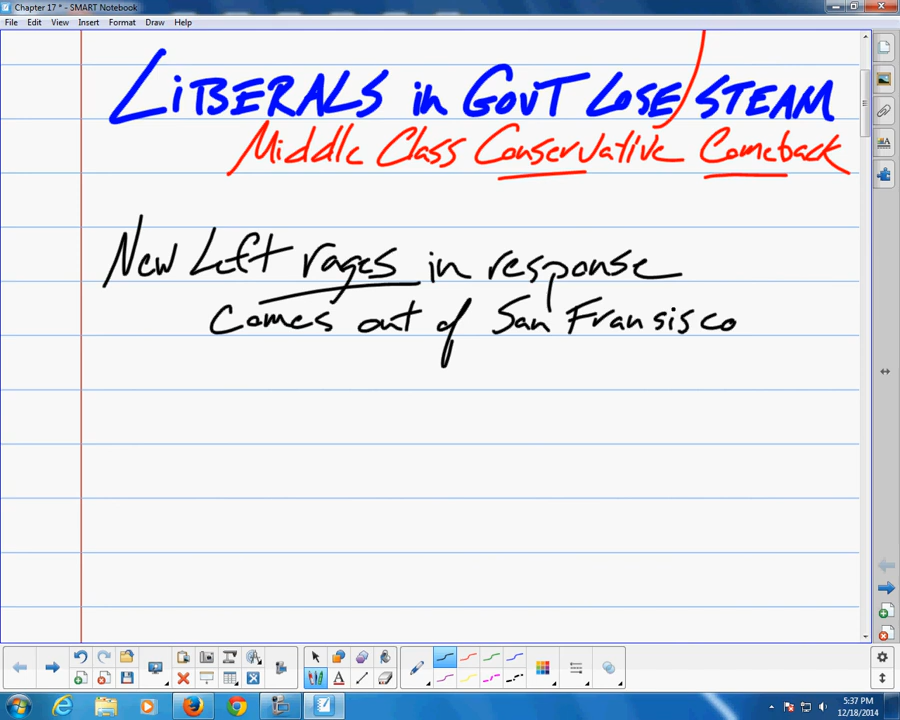 Chapter 17 * - SMART Notebook
File Edit View Insert Format Draw Help
LIBERALS in GOVT LOSE STEAM
Middle Class Conservative Comeback
New Left rages in response
Comes out of San Fransisco
5:37 PM
12/18/2014